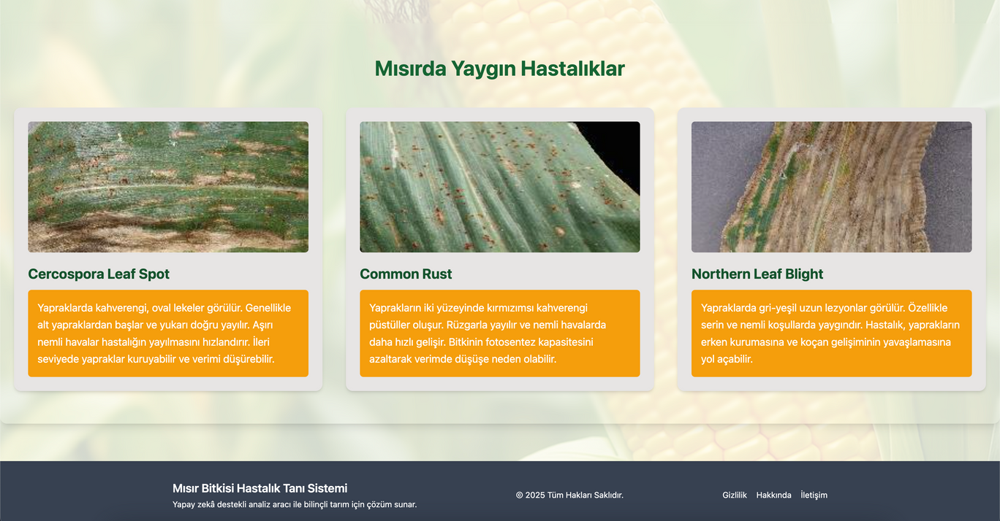 Mısırda Yaygın Hastalıklar
Cercospora Leaf Spot
Yapraklarda kahverengi, oval lekeler görülür. Genellikle
alt yapraklardan başlar ve yukarı doğru yayılır. Aşırı
nemli havalar hastalığın yayılmasını hızlandırır. İleri
seviyede yapraklar kuruyabilir ve verimi düşürebilir.
Common Rust
Yaprakların iki yüzeyinde kırmızımsı kahverengi
püstüller oluşur. Rüzgarla yayılır ve nemli havalarda
daha hızlı gelişir. Bitkinin fotosentez kapasitesini
azaltarak verimde düşüşe neden olabilir.
Northern Leaf Blight
Yapraklarda gri-yeşil uzun lezyonlar görülür. Özellikle
serin ve nemli koşullarda yaygındır. Hastalık, yaprakların
erken kurumasına ve koçan gelişiminin yavaşlamasına
yol açabilir.
Mısır Bitkisi Hastalık Tanı Sistemi
Yapay zekâ destekli analiz aracı ile bilinçli tarım için çözüm sunar.
© 2025 Tüm Hakları Saklıdır.
Gizlilik Hakkında İletişim